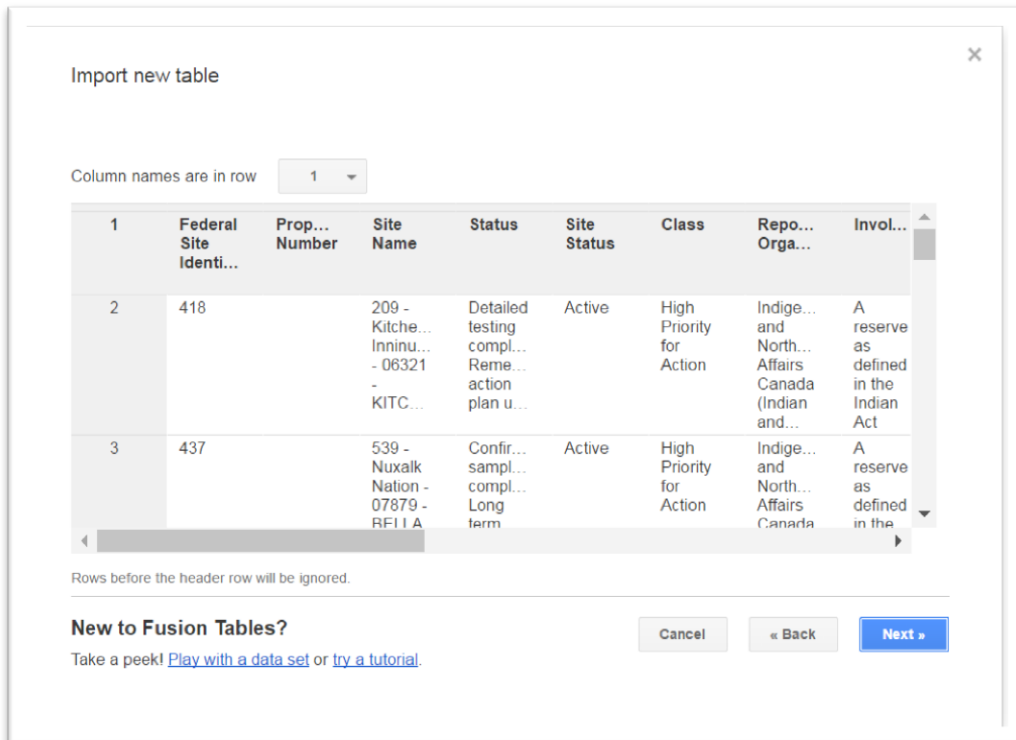 ×
Import new table
Column names are in row 1
1
Federal
Site
Identi...
Prop...
Number
Site
Name
Status
Site
Status
Class
Repo...
Orga...
Invol...
2
418
209 -
Kitche...
Inninu...
- 06321
-
KITC...
Detailed
testing
compl...
Reme...
action
plan u...
Active
High
Priority
for
Action
Indige...
and
North...
Affairs
Canada
(Indian
and...
A
reserve
as
defined
in the
Indian
Act
3
437
539 -
Nuxalk
Nation -
07879 -
BELLA
Confir...
sampl...
compl...
Long
term
Active
High
Priority
for
Action
Indige...
and
North...
Affairs
Canada
A
reserve
as
defined
in the
Rows before the header row will be ignored.
New to Fusion Tables?
Take a peek! Play with a data set or try a tutorial.
Cancel
« Back
Next »